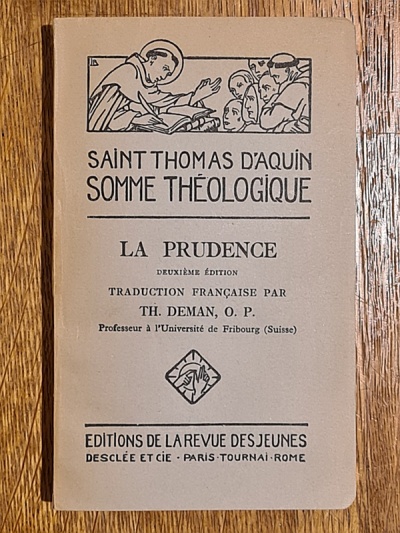 SAINT THOMAS D'AQUIN
SOMME THÉOLOGIQUE
LA PRUDENCE
DEUXIÈME ÉDITION
TRADUCTION FRANÇAISE PAR
TH. DEMAN, O. P.
Professeur à l'Université de Fribourg (Suisse)
EDITIONS DE LA REVUE DES JEUNES
DESCLÉE ET CIE · PARIS · TOURNAI · ROME